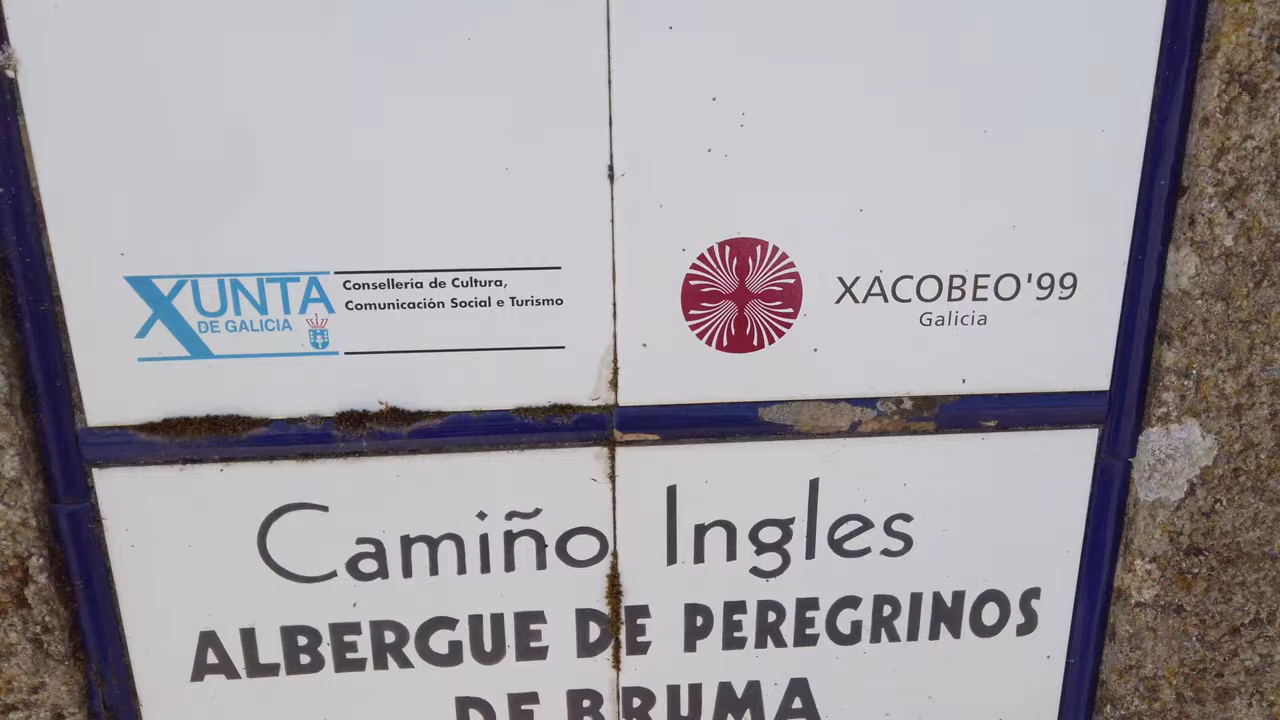 XUNTA
DE GALICIA
Consellería de Cultura,
Comunicación Social e Turismo
XACOBEO'99
Galicia
Camiño Ingles
ALBERGUE DE PEREGRINOS
DE BRUMA